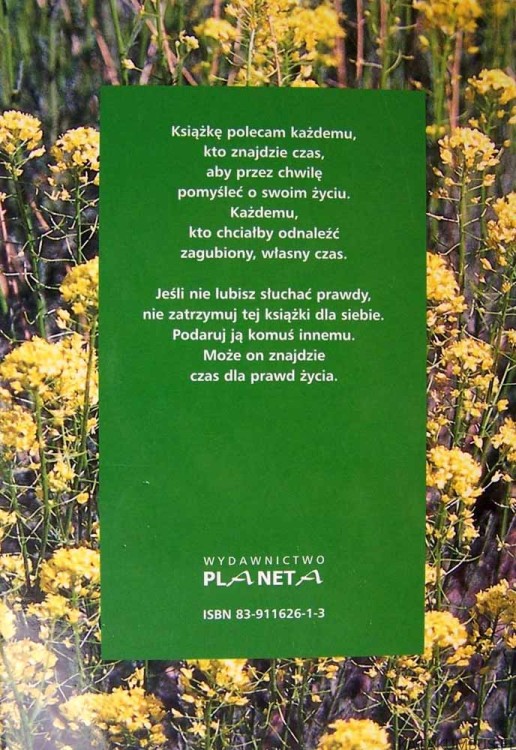 Książkę polecam każdemu,
kto znajdzie czas,
aby przez chwilę
pomyśleć o swoim życiu.
Każdemu,
kto chciałby odnaleźć
zagubiony, własny czas.
Jeśli nie lubisz słuchać prawdy,
nie zatrzymuj tej książki dla siebie.
Podaruj ją komuś innemu.
Może on znajdzie
czas dla prawd życia.
WYDAWNICTWO
PLANETA
ISBN 83-911626-1-3